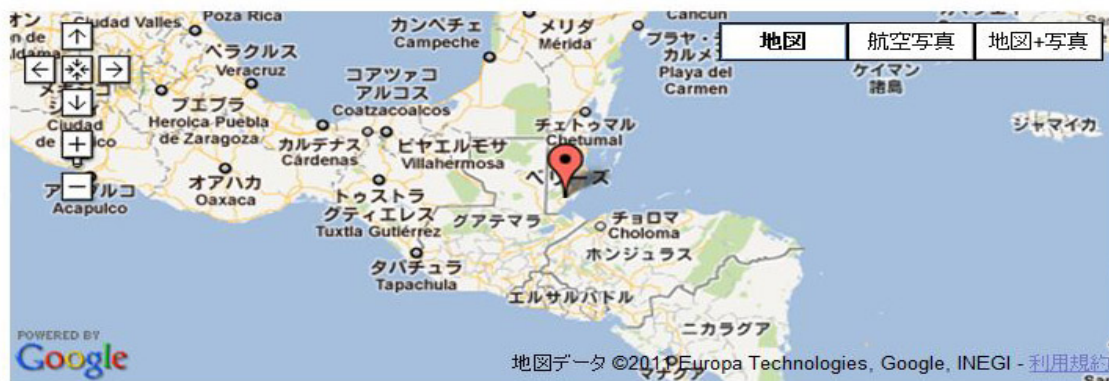 Ciudad Valles
Poza Rica
カンペチェ
Campeche
メリダ
Mérida
Cancún
プラヤ・デ
カルメ
Playa del
Carmen
地図
航空写真
地図+写真
ケイマン
諸島
ジャマイカ
ベラクルス
Veracruz
コアツァコ
アルコス
Coatzacoalcos
プエブラ
Heroica Puebla
de Zaragoza
Ciudad
de
カルデナス
Cárdenas
ビヤエルモサ
Villahermosa
チェトゥマル
Chetumal
ベリーズ
オアハカ
Oaxaca
Acapulco
トゥストラ
グティエレス
Tuxtla Gutiérrez
グアテマラ
チョロマ
Choloma
ホンジュラス
タパチュラ
Tapachula
エルサルバドル
ニカラグア
マナグア
POWERED BY
Google
地図データ ©2011 Europa Technologies, Google, INEGI - 利用規約